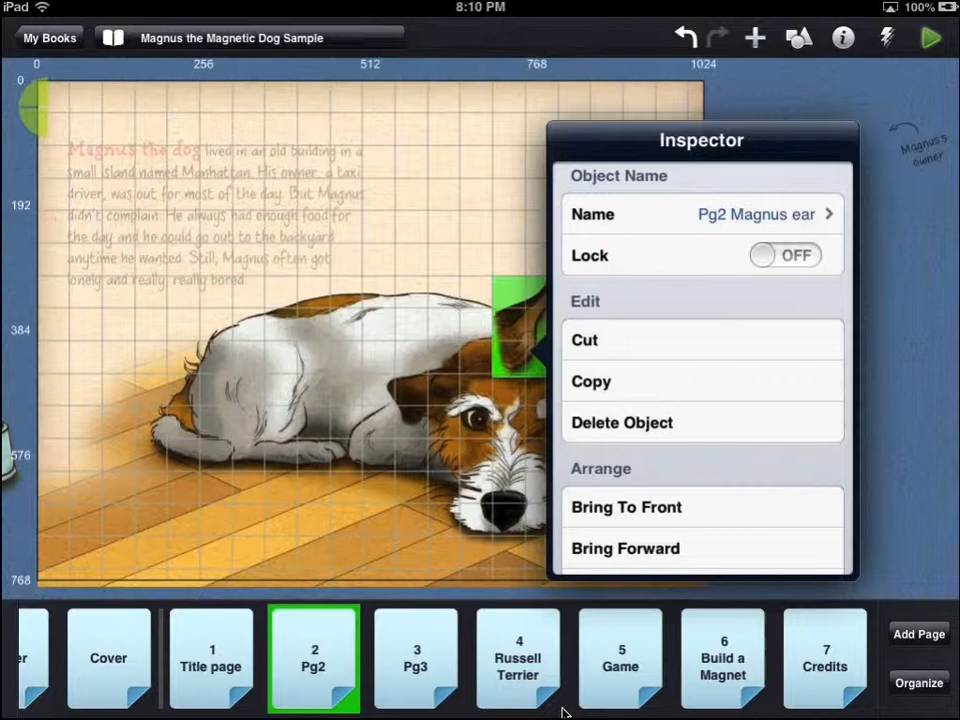 iPad 8:10 PM 100%
My Books Magnus the Magnetic Dog Sample
0 256 512 768 1024
0
192
384
576
768
Magnus the dog lived in an old building in a
small island named Manhattan. His owner, a taxi
driver, was out for most of the day. But Magnus
didn't complain. He always had enough food for
the day and he could go out to the backyard
anytime he wanted. Still, Magnus often got
lonely and really, really bored.
Magnus's
owner
Inspector
Object Name
Name Pg2 Magnus ear
Lock OFF
Edit
Cut
Copy
Delete Object
Arrange
Bring To Front
Bring Forward
er
Cover
1
Title page
2
Pg2
3
Pg3
4
Russell
Terrier
5
Game
6
Build a
Magnet
7
Credits
Add Page
Organize